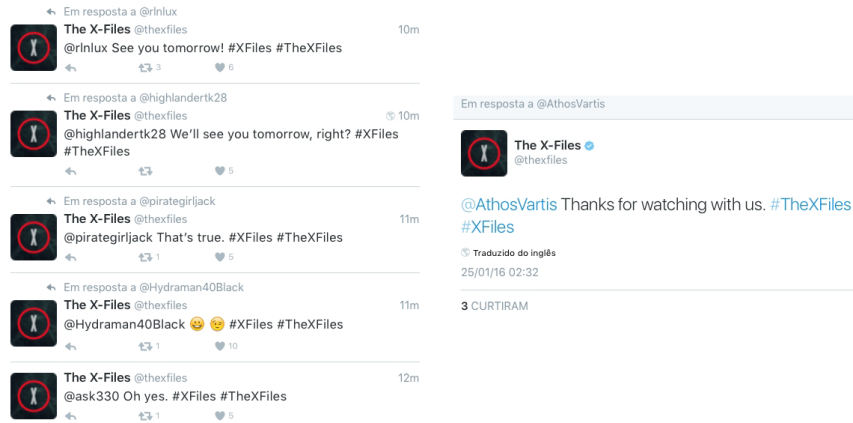 Em resposta a @rlnlux
The X-Files @thexfiles 10m
@rlnlux See you tomorrow! #XFiles #TheXFiles
3 6
Em resposta a @highlandertk28
The X-Files @thexfiles 10m
@highlandertk28 We'll see you tomorrow, right? #XFiles
#TheXFiles
5
Em resposta a @pirategirljack
The X-Files @thexfiles 11m
@pirategirljack That's true. #XFiles #TheXFiles
1 5
Em resposta a @Hydraman40Black
The X-Files @thexfiles 11m
@Hydraman40Black 😀 😉 #XFiles #TheXFiles
1 10
The X-Files @thexfiles 12m
@ask330 Oh yes. #XFiles #TheXFiles
1 5
Em resposta a @AthosVartis
The X-Files
@thexfiles
@AthosVartis Thanks for watching with us. #TheXFiles
#XFiles
Traduzido do inglês
25/01/16 02:32
3 CURTIRAM